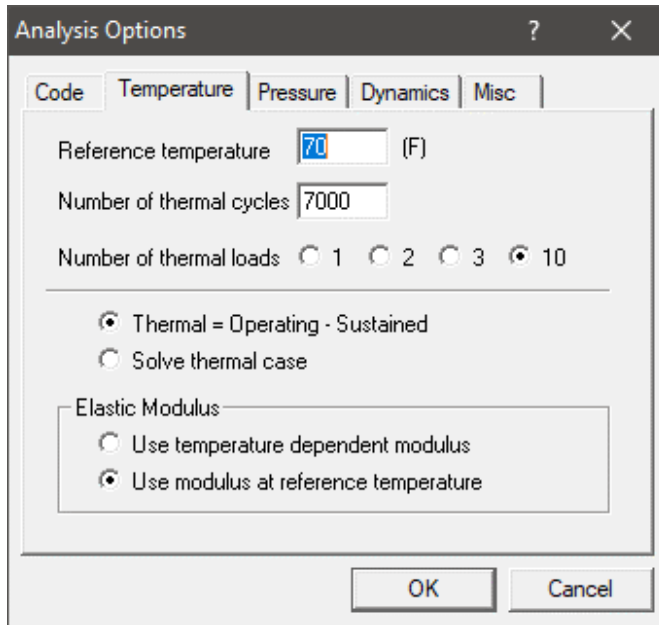 Analysis Options ? X
Code Temperature Pressure Dynamics Misc
Reference temperature 70 (F)
Number of thermal cycles 7000
Number of thermal loads 1 2 3 10
Thermal = Operating - Sustained
Solve thermal case
Elastic Modulus
Use temperature dependent modulus
Use modulus at reference temperature
OK Cancel